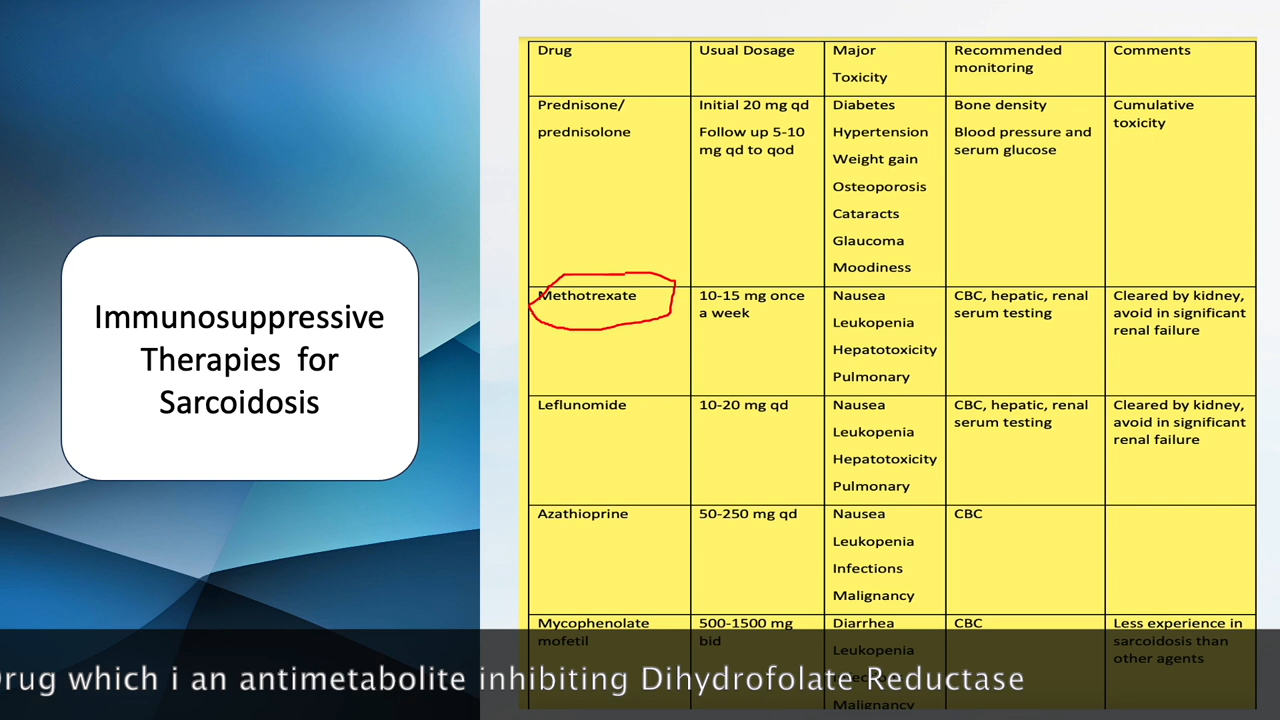 Immunosuppressive
Therapies for
Sarcoidosis
Drug
Usual Dosage
Major
Toxicity
Recommended
monitoring
Comments
Prednisone/
prednisolone
Initial 20 mg qd
Follow up 5-10
mg qd to qod
Diabetes
Hypertension
Weight gain
Osteoporosis
Cataracts
Glaucoma
Moodiness
Bone density
Blood pressure and
serum glucose
Cumulative
toxicity
Methotrexate
10-15 mg once
a week
Nausea
Leukopenia
Hepatotoxicity
Pulmonary
CBC, hepatic, renal
serum testing
Cleared by kidney,
avoid in significant
renal failure
Leflunomide
10-20 mg qd
Nausea
Leukopenia
Hepatotoxicity
Pulmonary
CBC, hepatic, renal
serum testing
Cleared by kidney,
avoid in significant
renal failure
Azathioprine
50-250 mg qd
Nausea
Leukopenia
Infections
Malignancy
CBC
Mycophenolate
mofetil
500-1500 mg
bid
Diarrhea
Leukopenia
Malignancy
CBC
Less experience in
sarcoidosis than
other agents
Drug which i an antimetabolite inhibiting Dihydrofolate Reductase